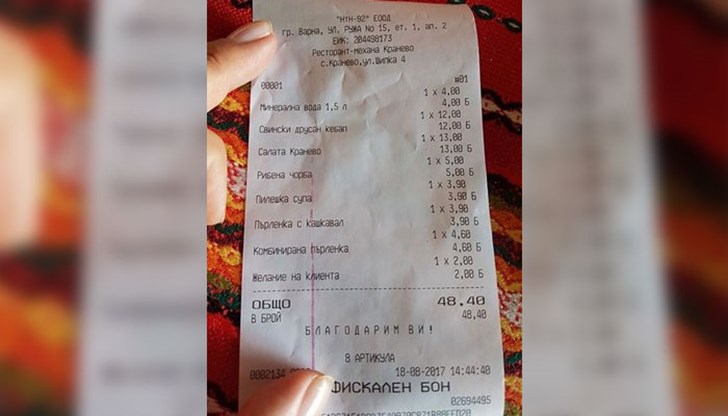 "НТН-92" ЕООД
гр. Варна, УЛ. РУЖА No 15, ет. 1, ап. 2
ЕИК: 204498173
Ресторант-механа Кранево
с.Кранево,ул.Шипка 4
00001 #01
1 x 4,00
Минерална вода 1,5 л 4,00 Б
1 x 12,00
Свински друсан кебап 12,00 Б
1 x 13,00
Салата Кранево 13,00 Б
1 x 5,00
Рибена чорба 5,00 Б
1 x 3,90
Пилешка супа 3,90 Б
1 x 3,90
Пърленка с кашкавал 3,90 Б
1 x 4,60
Комбинирана пърленка 4,60 Б
1 x 2,00
Желание на клиента 2,00 Б
ОБЩО 48.40
В БРОЙ 48,40
БЛАГОДАРИМ ВИ!
8 АРТИКУЛА
0002134 18-08-2017 14:44:40
ФИСКАЛЕН БОН
02694495